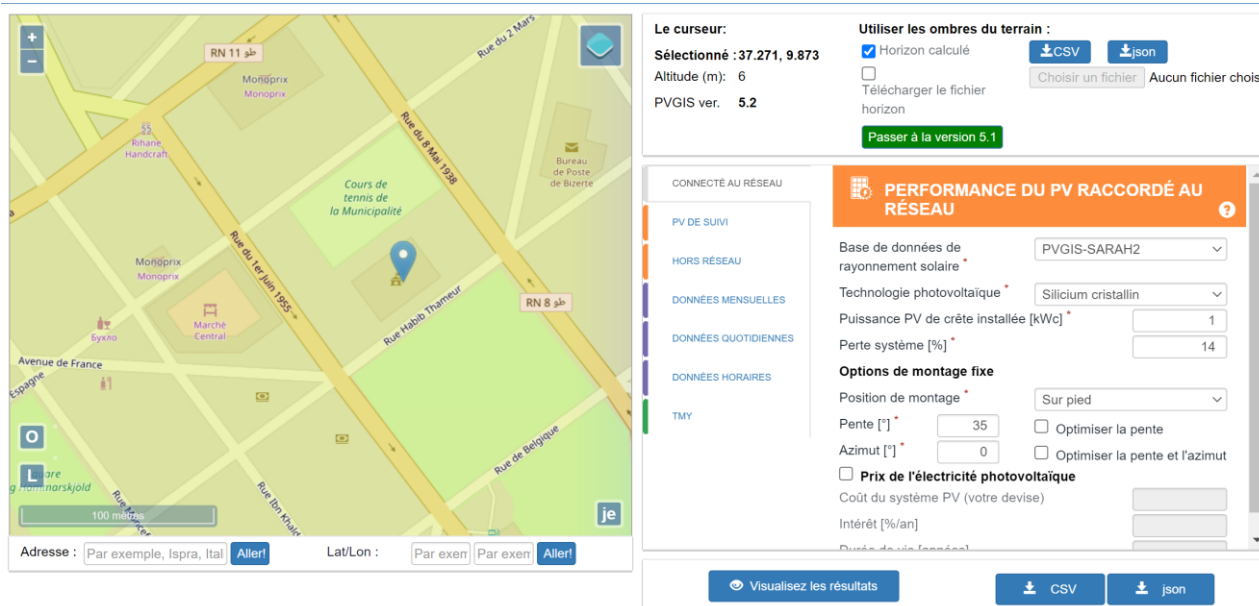 +
−
RN 11 طو
Rue du 2 Mars
Monoprix
Monoprix
Rihane
Handcraft
Rue du 8 Mai 1938
Bureau
de Poste
de Bizerte
Cours de
tennis de
la Municipalité
Rue du 1er Juin 1955
Monoprix
Monoprix
Marché
Central
Бухло
Rue Habib Thameur
RN 8 طو
Avenue de France
Espagne
Rue de Belgique
O
L
Rue Ibn Khald
100 mètres
je
Adresse :
Par exemple, Ispra, Ital
Aller!
Lat/Lon :
Par exem
Par exem
Aller!
Le curseur:
Sélectionné : 37.271, 9.873
Altitude (m): 6
PVGIS ver. 5.2
Utiliser les ombres du terrain :
Horizon calculé
CSV
json
Télécharger le fichier
horizon
Choisir un fichier Aucun fichier chois
Passer à la version 5.1
CONNECTÉ AU RÉSEAU
PV DE SUIVI
HORS RÉSEAU
DONNÉES MENSUELLES
DONNÉES QUOTIDIENNES
DONNÉES HORAIRES
TMY
PERFORMANCE DU PV RACCORDÉ AU
RÉSEAU
?
Base de données de
rayonnement solaire *
PVGIS-SARAH2
Technologie photovoltaïque *
Silicium cristallin
Puissance PV de crête installée [kWc] *
1
Perte système [%] *
14
Options de montage fixe
Position de montage *
Sur pied
Pente [°] *
35
Optimiser la pente
Azimut [°] *
0
Optimiser la pente et l'azimut
Prix de l'électricité photovoltaïque
Coût du système PV (votre devise)
Intérêt [%/an]
Durée de vie [années]
Visualisez les résultats
CSV
json